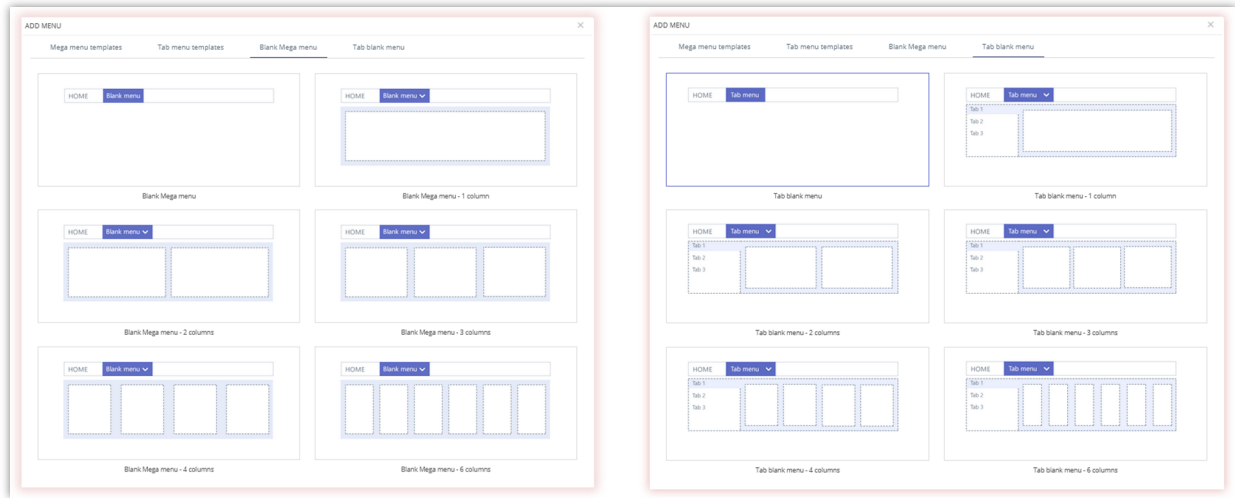 ADD MENU
Mega menu templates Tab menu templates Blank Mega menu Tab blank menu
HOME Blank menu
HOME Blank menu
Blank Mega menu
Blank Mega menu - 1 column
HOME Blank menu
HOME Blank menu
Blank Mega menu - 2 columns
Blank Mega menu - 3 columns
HOME Blank menu
HOME Blank menu
Blank Mega menu - 4 columns
Blank Mega menu - 6 columns
ADD MENU
Mega menu templates Tab menu templates Blank Mega menu Tab blank menu
HOME Tab menu
HOME Tab menu
Tab 1
Tab 2
Tab 3
Tab blank menu
Tab blank menu - 1 column
HOME Tab menu
Tab 1
Tab 2
Tab 3
HOME Tab menu
Tab 1
Tab 2
Tab 3
Tab blank menu - 2 columns
Tab blank menu - 3 columns
HOME Tab menu
Tab 1
Tab 2
Tab 3
HOME Tab menu
Tab 1
Tab 2
Tab 3
Tab blank menu - 4 columns
Tab blank menu - 6 columns